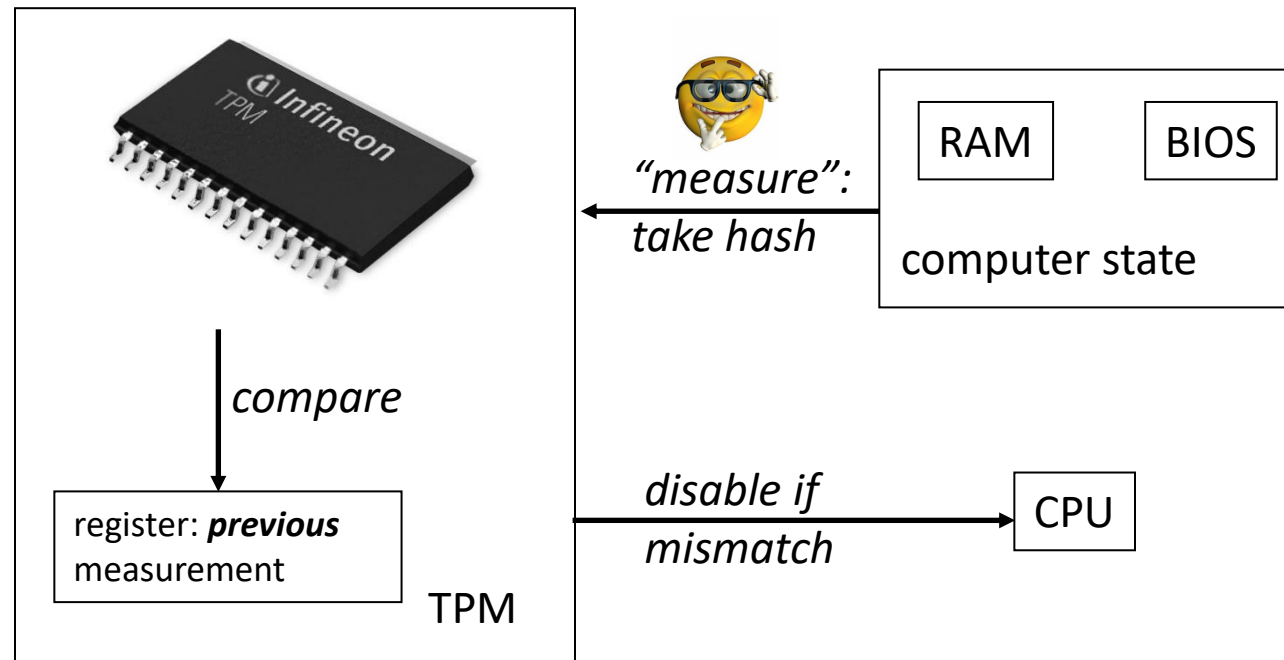 Infineon
TPM
“measure”:
take hash
RAM
BIOS
computer state
compare
register: previous
measurement
TPM
disable if
mismatch
CPU